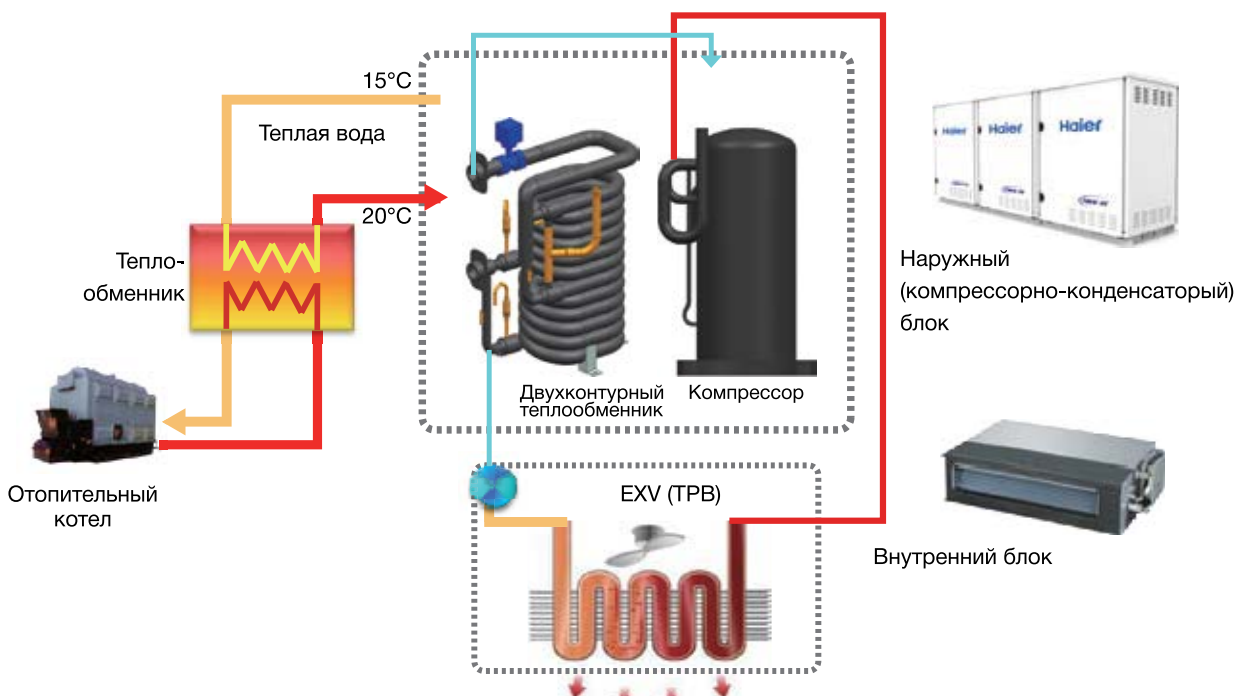 15°C
Теплая вода
20°C
Тепло-
обменник
Отопительный
котел
Двухконтурный
теплообменник
Компрессор
EXV (ТРВ)
Haier
Haier
Haier
Наружный
(компрессорно-конденсаторый)
блок
Внутренний блок